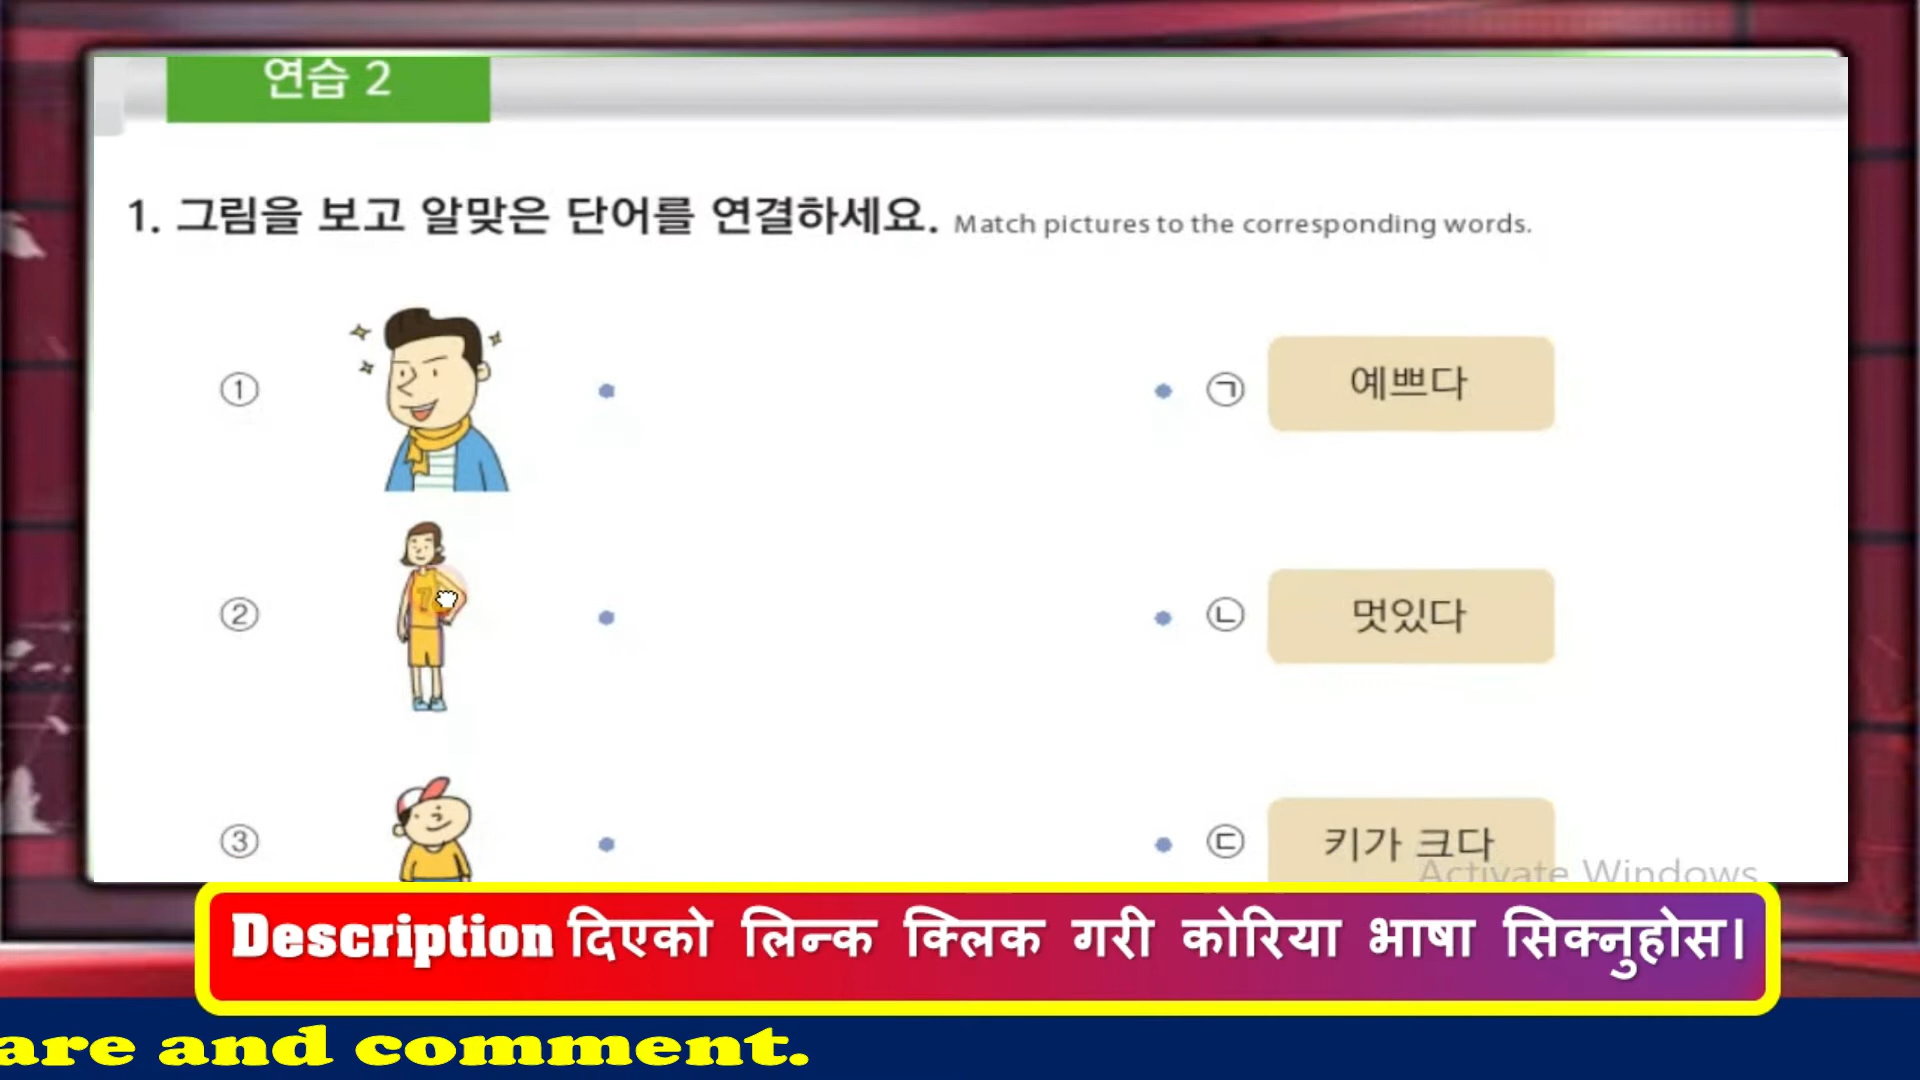 연습 2
1. 그림을 보고 알맞은 단어를 연결하세요. Match pictures to the corresponding words.
① ㉠ 예쁘다
7
② ㉡ 멋있다
③ ㉢ 키가 크다
Activate Windows
Description दिएको लिन्क क्लिक गरी कोरिया भाषा सिक्नुहोस।
are and comment.